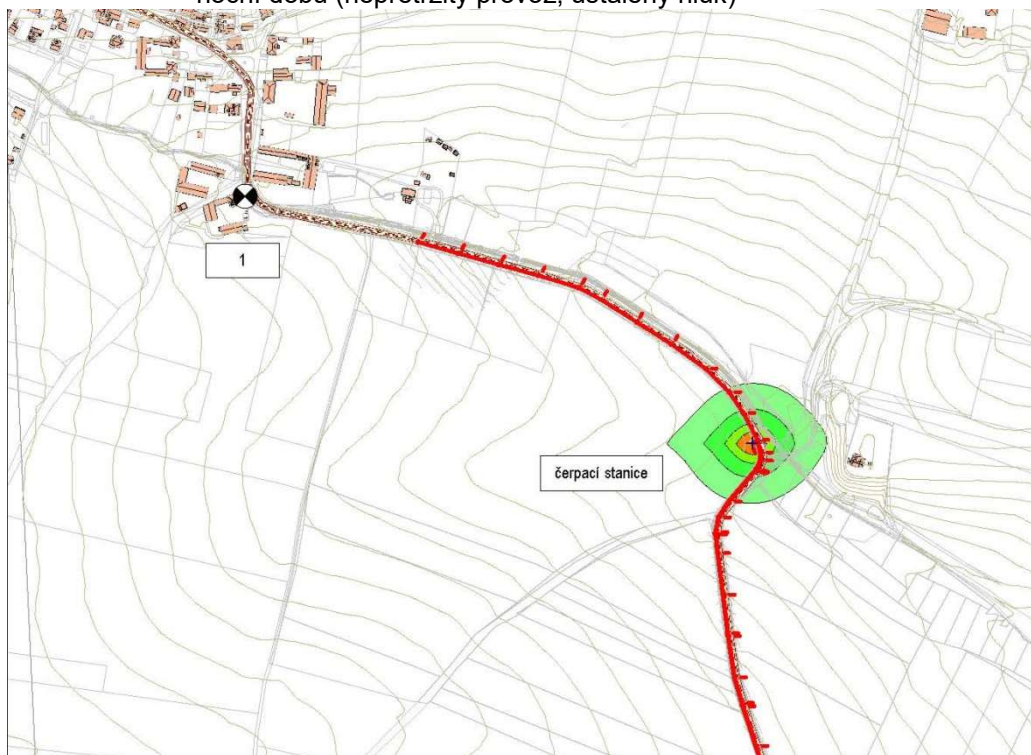 noční dobu (nepřetržitý provoz, ustálený hluk)
1
čerpací stanice